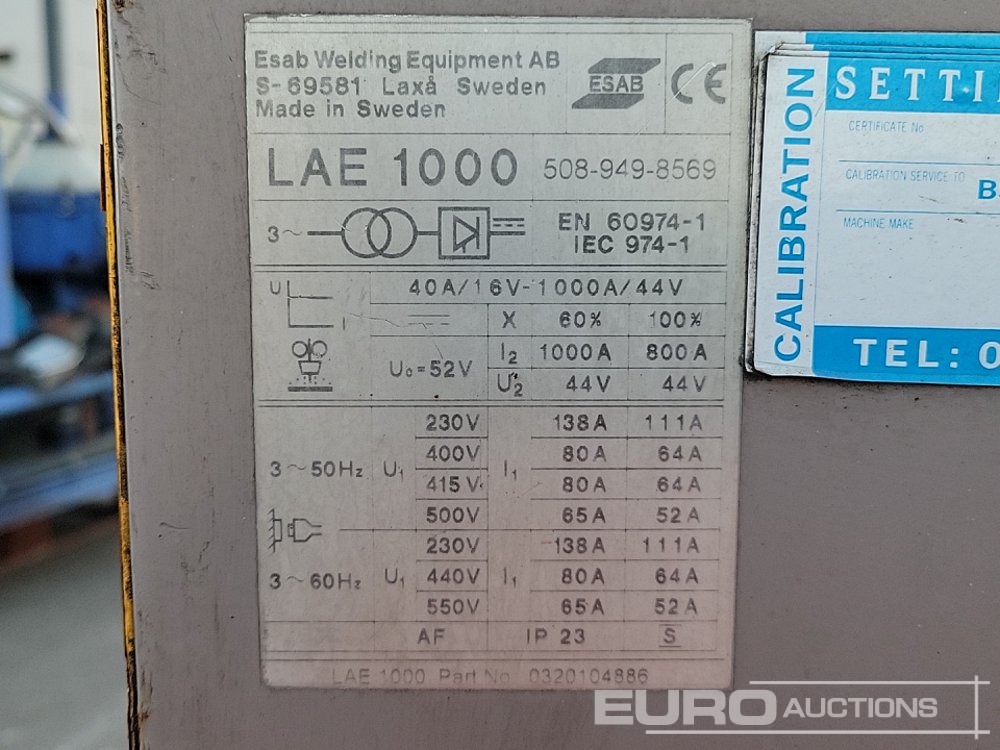 Esab Welding Equipment AB
S-69581 Laxå Sweden
Made in Sweden
ESAB
CE
LAE 1000 508-949-8569
3~
EN 60974-1
IEC 974-1
U
I
40A/16V-1000A/44V
X 60% 100%
U₀=52V
I₂ 1000A 800A
U₂ 44V 44V
3~50Hz U₁ I₁
230V 138A 111A
400V 80A 64A
415V 80A 64A
500V 65A 52A
3~60Hz U₁ I₁
230V 138A 111A
440V 80A 64A
550V 65A 52A
AF IP 23 S
LAE 1000 Part No 0320104886
CALIBRATION
CERTIFICATE No
CALIBRATION SERVICE TO
MACHINE MAKE
TEL: 0
EURO AUCTIONS